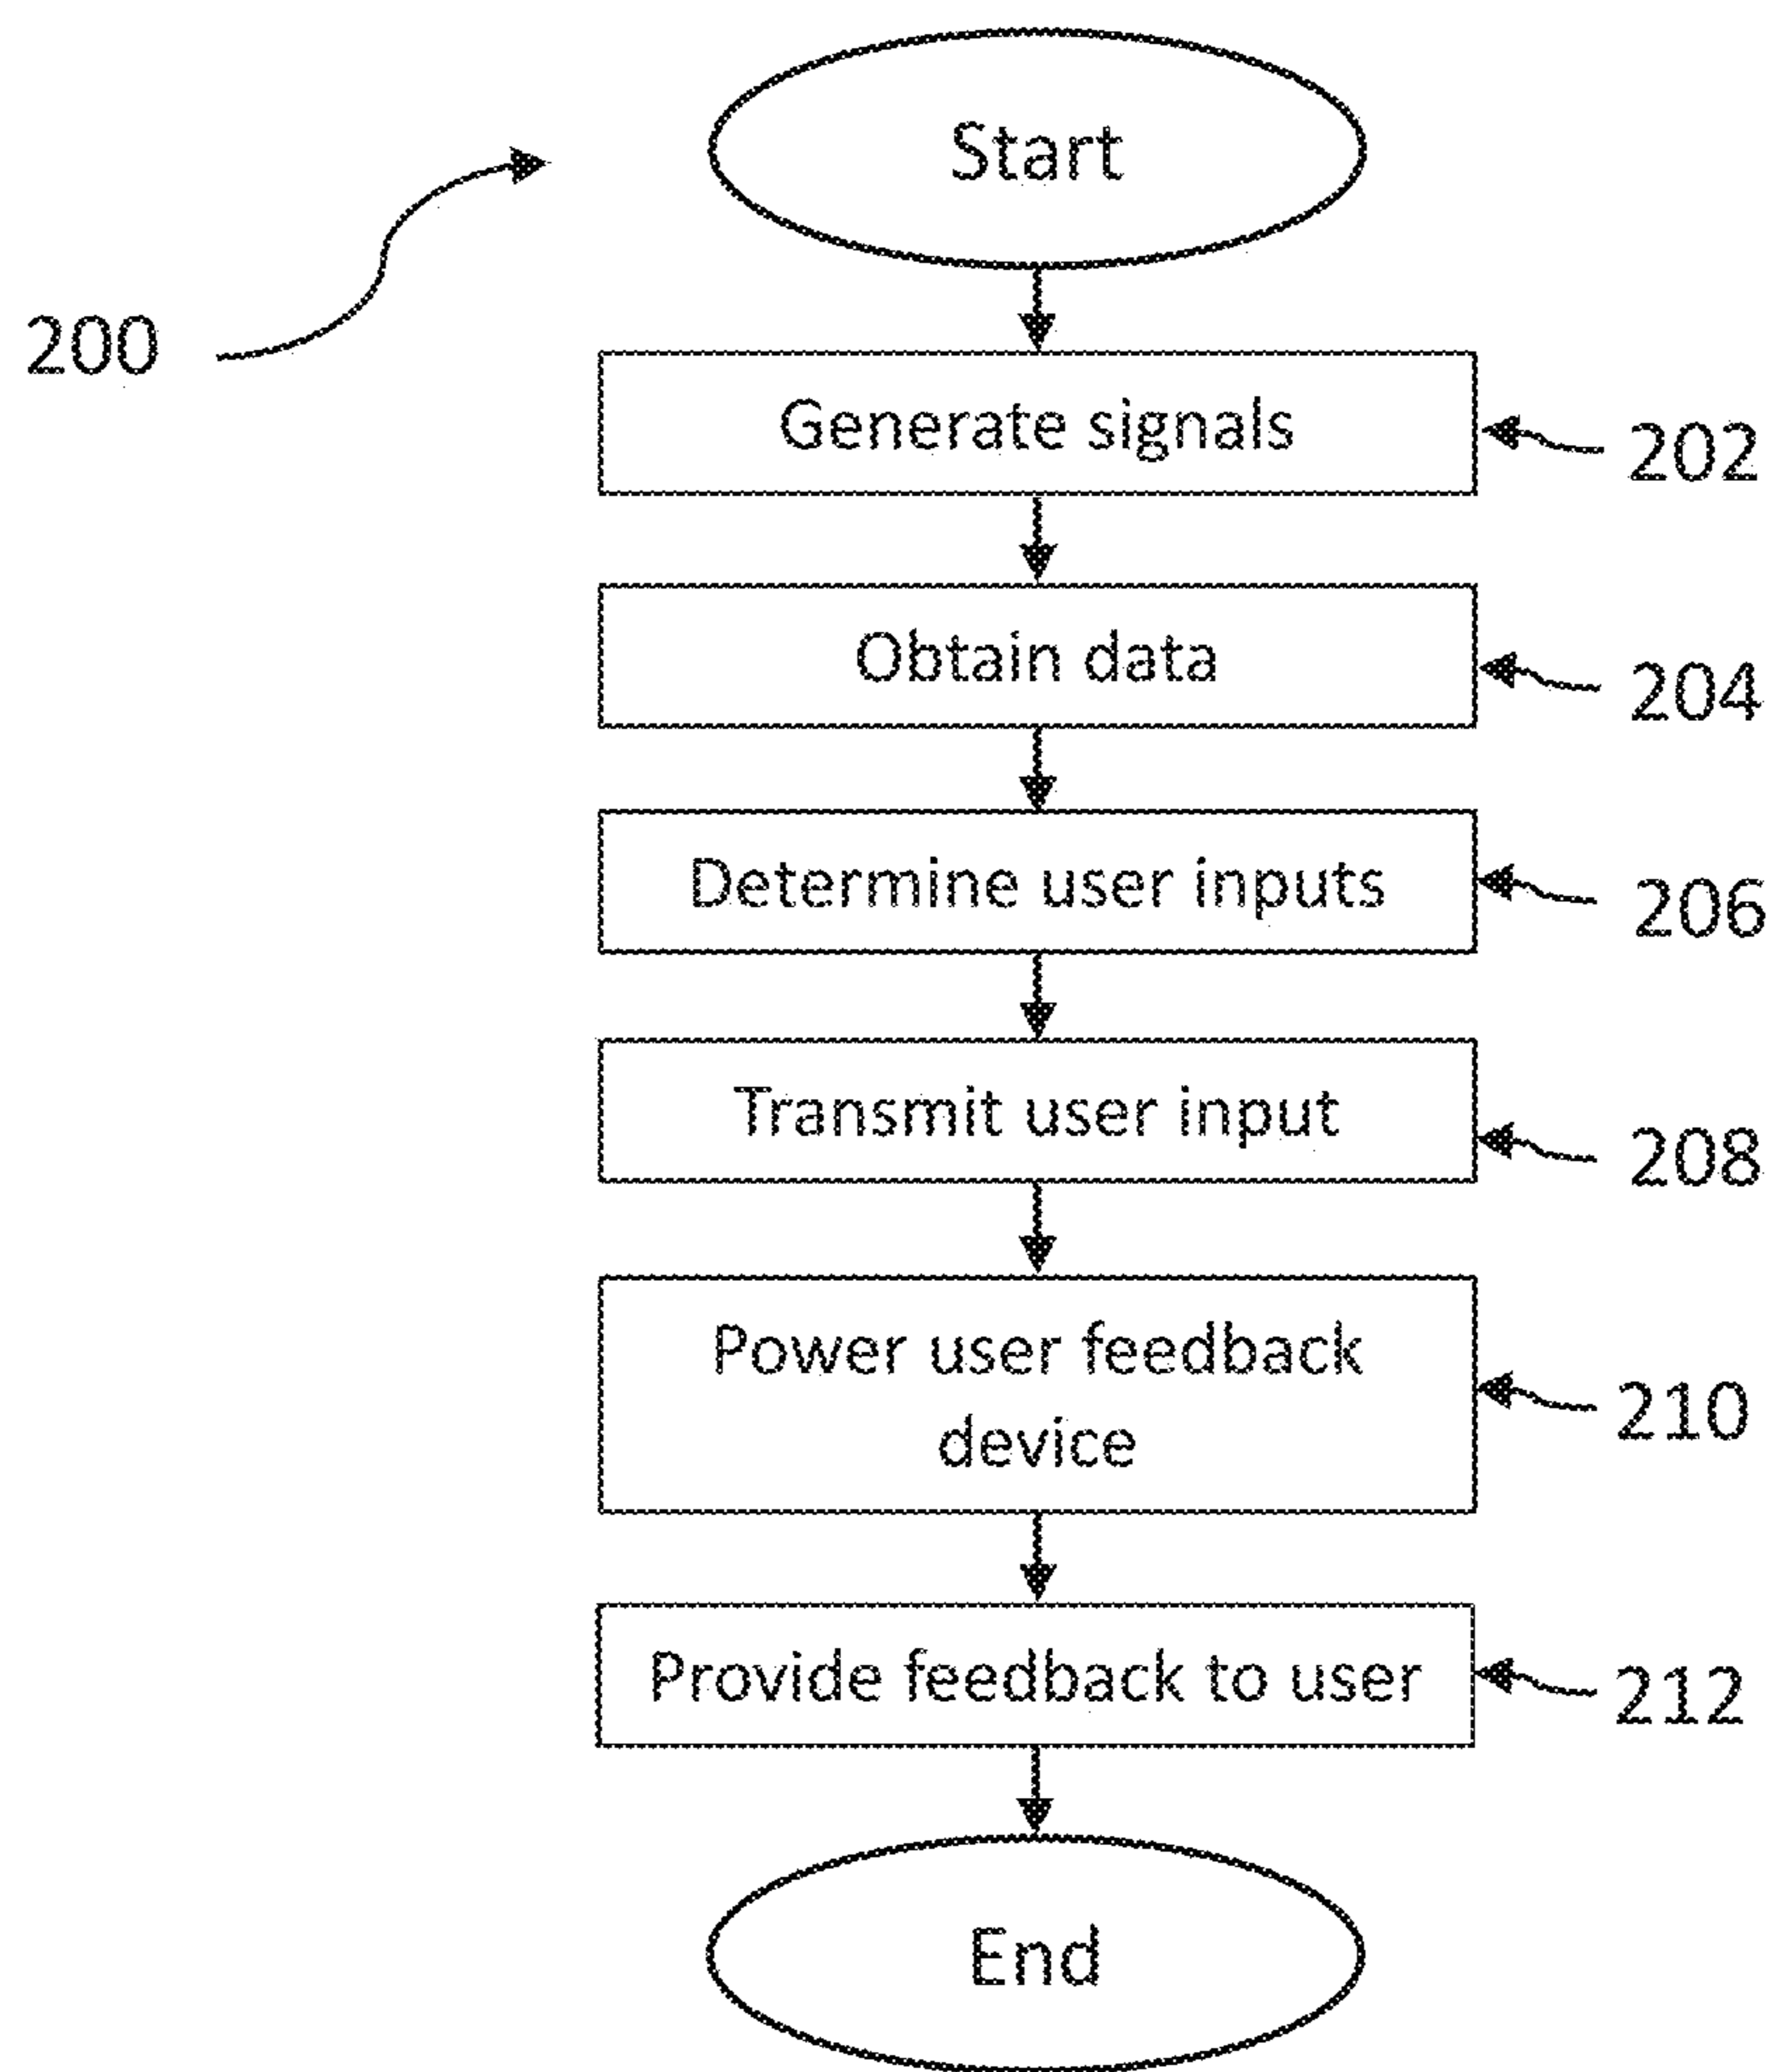 Start
200
Generate signals
202
Obtain data
204
Determine user inputs
206
Transmit user input
208
Power user feedback
device
210
Provide feedback to user
212
End